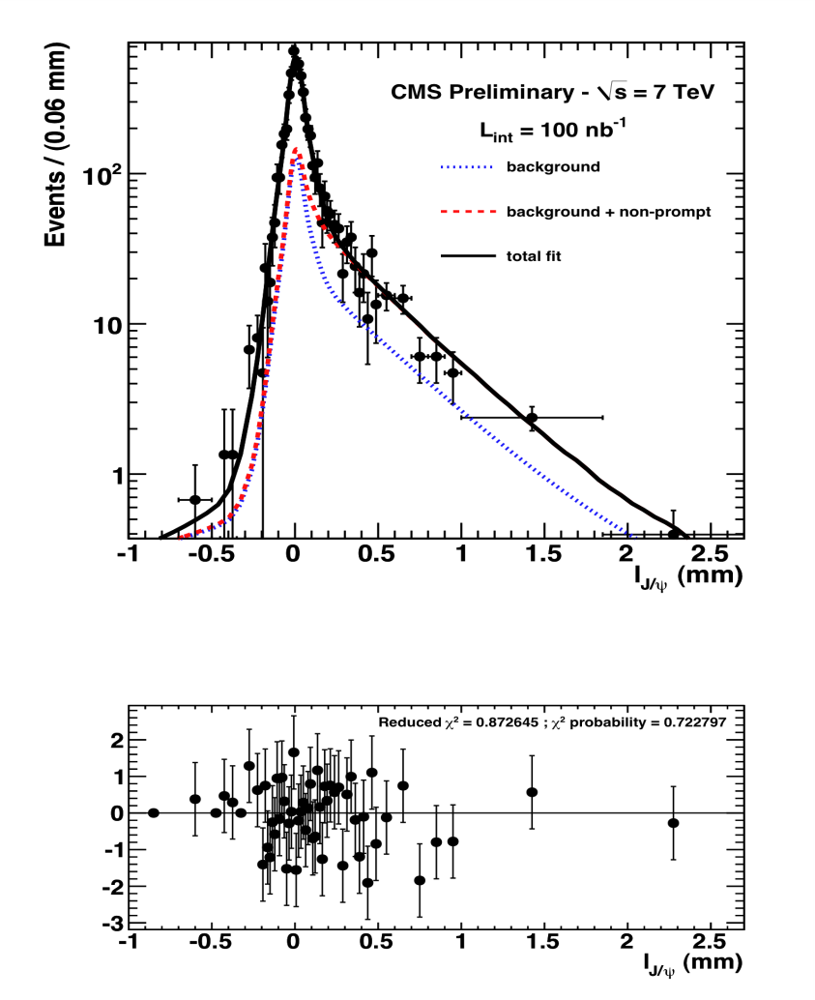 Events / (0.06 mm)
CMS Preliminary - √s = 7 TeV
L_int = 100 nb⁻¹
background
background + non-prompt
total fit
10²
10
1
-1 -0.5 0 0.5 1 1.5 2 2.5
l_J/ψ (mm)
Reduced χ² = 0.872645 ; χ² probability = 0.722797
2
1
0
-1
-2
-3
-1 -0.5 0 0.5 1 1.5 2 2.5
l_J/ψ (mm)